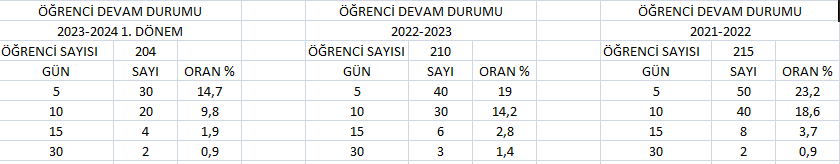 ÖĞRENCİ DEVAM DURUMU ÖĞRENCİ DEVAM DURUMU ÖĞRENCİ DEVAM DURUMU
2023-2024 1. DÖNEM 2022-2023 2021-2022
ÖĞRENCİ SAYISI 204 ÖĞRENCİ SAYISI 210 ÖĞRENCİ SAYISI 215
GÜN SAYI ORAN % GÜN SAYI ORAN % GÜN SAYI ORAN %
5 30 14,7 5 40 19 5 50 23,2
10 20 9,8 10 30 14,2 10 40 18,6
15 4 1,9 15 6 2,8 15 8 3,7
30 2 0,9 30 3 1,4 30 2 0,9